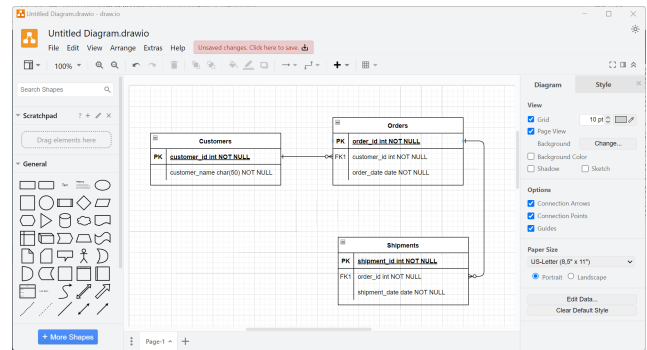 Untitled Diagram.drawio - draw.io
Untitled Diagram.drawio
File Edit View Arrange Extras Help Unsaved changes. Click here to save.
100%
Search Shapes
Scratchpad
Drag elements here
General
Text
Heading
+ More Shapes
Customers
PK customer_id int NOT NULL
customer_name char(50) NOT NULL
Orders
PK order_id int NOT NULL
FK1 customer_id int NOT NULL
order_date date NOT NULL
Shipments
PK shipment_id int NOT NULL
FK1 order_id int NOT NULL
shipment_date date NOT NULL
Page-1
Diagram Style
View
Grid 10 pt
Page View
Background Change...
Background Color
Shadow Sketch
Options
Connection Arrows
Connection Points
Guides
Paper Size
US-Letter (8,5" x 11")
Portrait Landscape
Edit Data...
Clear Default Style